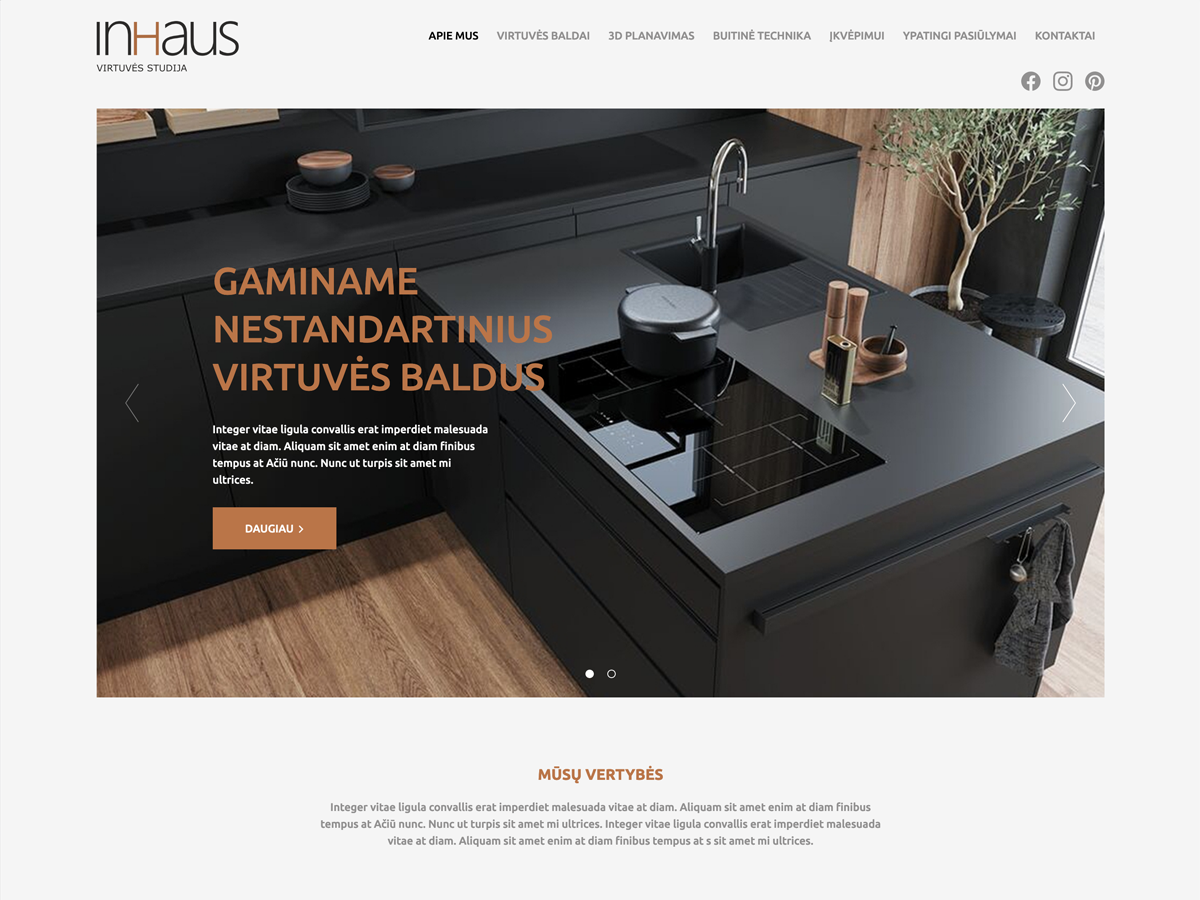 INHAUS
VIRTUVĖS STUDIJA
APIE MUS VIRTUVĖS BALDAI 3D PLANAVIMAS BUITINĖ TECHNIKA ĮKVĖPIMUI YPATINGI PASIŪLYMAI KONTAKTAI
GAMINAME
NESTANDARTINIUS
VIRTUVĖS BALDUS
Integer vitae ligula convallis erat imperdiet malesuada
vitae at diam. Aliquam sit amet enim at diam finibus
tempus at Ačiū nunc. Nunc ut turpis sit amet mi
ultrices.
DAUGIAU >
MŪSŲ VERTYBĖS
Integer vitae ligula convallis erat imperdiet malesuada vitae at diam. Aliquam sit amet enim at diam finibus
tempus at Ačiū nunc. Nunc ut turpis sit amet mi ultrices. Integer vitae ligula convallis erat imperdiet malesuada
vitae at diam. Aliquam sit amet enim at diam finibus tempus at s sit amet mi ultrices.